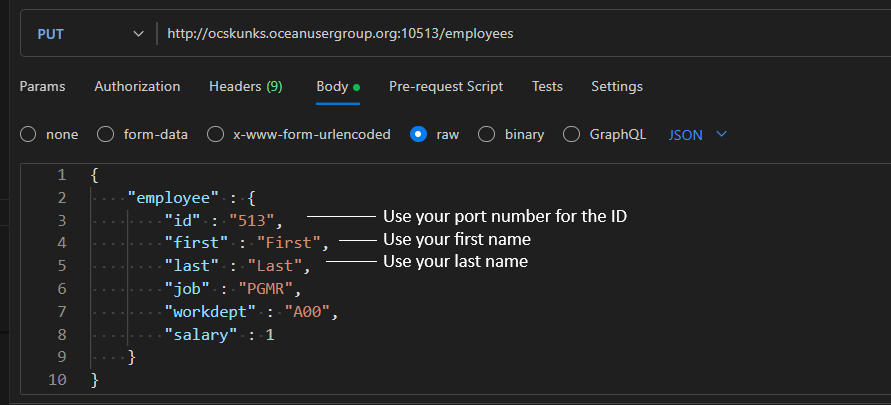 PUT http://ocskunks.oceanusergroup.org:10513/employees
Params Authorization Headers (9) Body Pre-request Script Tests Settings
none form-data x-www-form-urlencoded raw binary GraphQL JSON
1 {
2 "employee" : {
3 "id" : "513", Use your port number for the ID
4 "first" : "First", Use your first name
5 "last" : "Last", Use your last name
6 "job" : "PGMR",
7 "workdept" : "A00",
8 "salary" : 1
9 }
10 }